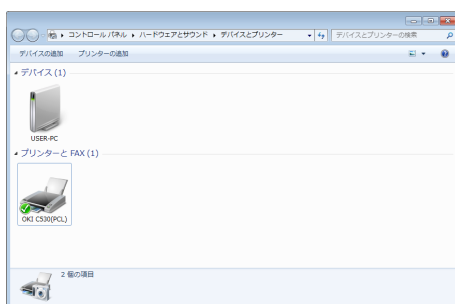 コントロール パネル ▸ ハードウェアとサウンド ▸ デバイスとプリンター
デバイスとプリンターの検索
デバイスの追加 プリンターの追加
デバイス (1)
USER-PC
プリンターと FAX (1)
OKI C530(PCL)
2 個の項目